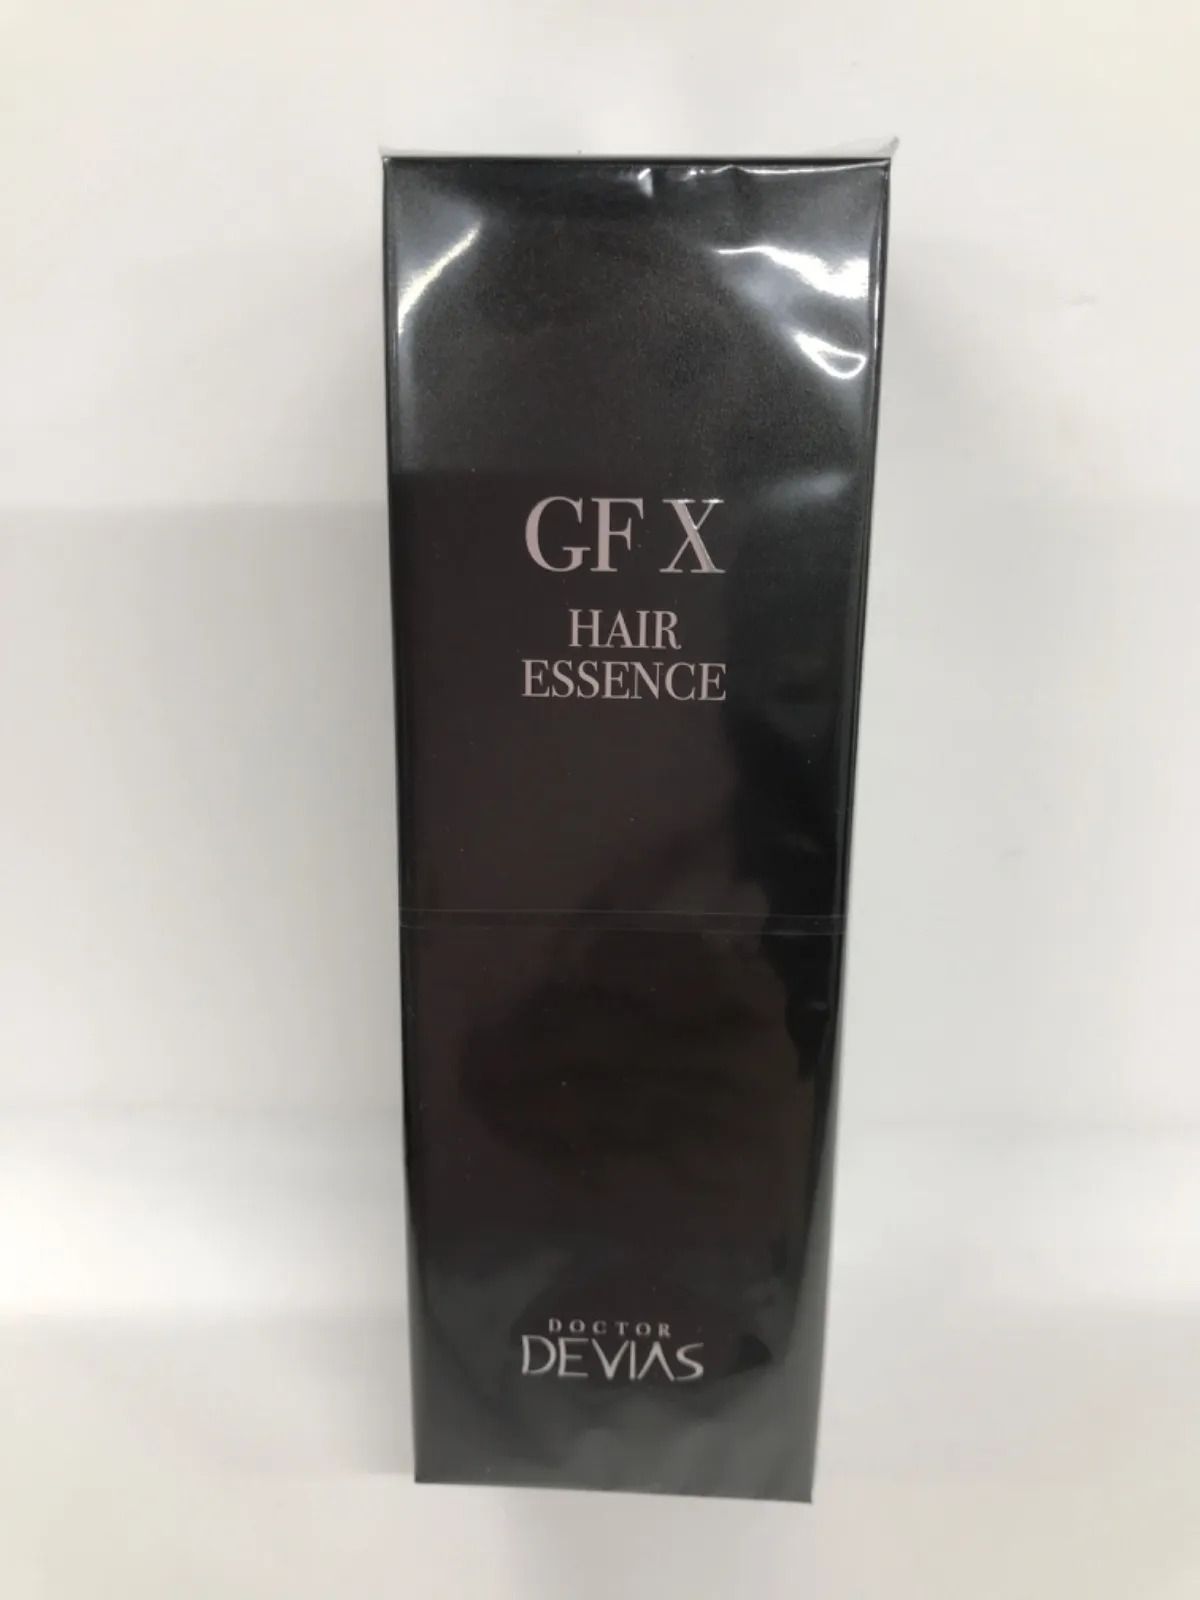 GF X
HAIR
ESSENCE
DOCTOR
DEVIAS